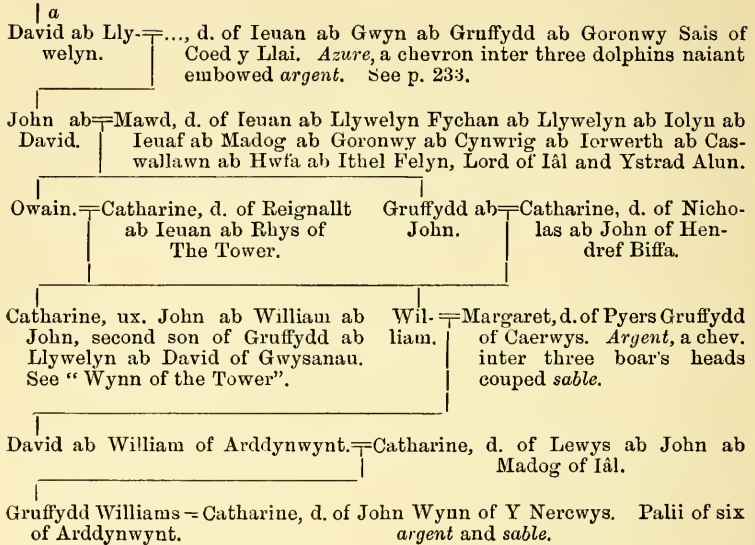 a
David ab Lly-=..., d. of Ieuan ab Gwyn ab Gruffydd ab Goronwy Sais of
welyn. Coed y Llai. Azure, a chevron inter three dolphins naiant
embowed argent. See p. 233.
John ab=Mawd, d. of Ieuan ab Llywelyn Fychan ab Llywelyn ab Iolyn ab
David. Ieuaf ab Madog ab Goronwy ab Cynwrig ab Iorwerth ab Cas-
wallawn ab Hwfa ab Ithel Felyn, Lord of Iâl and Ystrad Alun.
Owain.=Catharine, d. of Reignallt
ab Ieuan ab Rhys of
The Tower.
Gruffydd ab=Catharine, d. of Nicho-
John. las ab John of Hen-
dref Biffa.
Catharine, ux. John ab William ab
John, second son of Gruffydd ab
Llywelyn ab David of Gwysanau.
See "Wynn of the Tower".
Wil-=Margaret, d. of Pyers Gruffydd
liam. of Caerwys. Argent, a chev.
inter three boar's heads
couped sable.
David ab William of Arddynwynt.=Catharine, d. of Lewys ab John ab
Madog of Iâl.
Gruffydd Williams=Catharine, d. of John Wynn of Y Nercwys. Palii of six
of Arddynwynt. argent and sable.